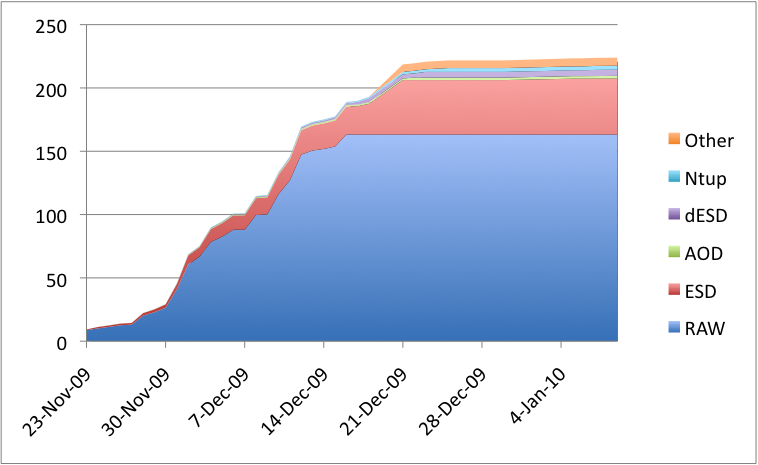 250
200
150
100
50
0
23-Nov-09
30-Nov-09
7-Dec-09
14-Dec-09
21-Dec-09
28-Dec-09
4-Jan-10
Other
Ntup
dESD
AOD
ESD
RAW